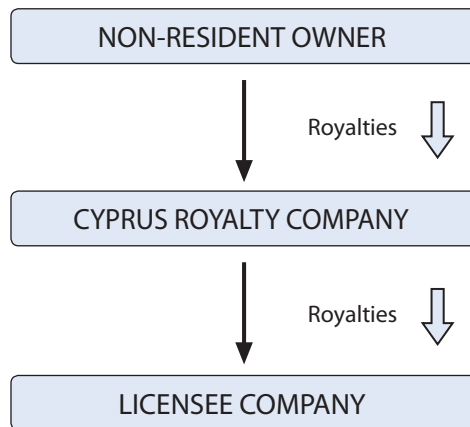 NON-RESIDENT OWNER
Royalties
CYPRUS ROYALTY COMPANY
Royalties
LICENSEE COMPANY